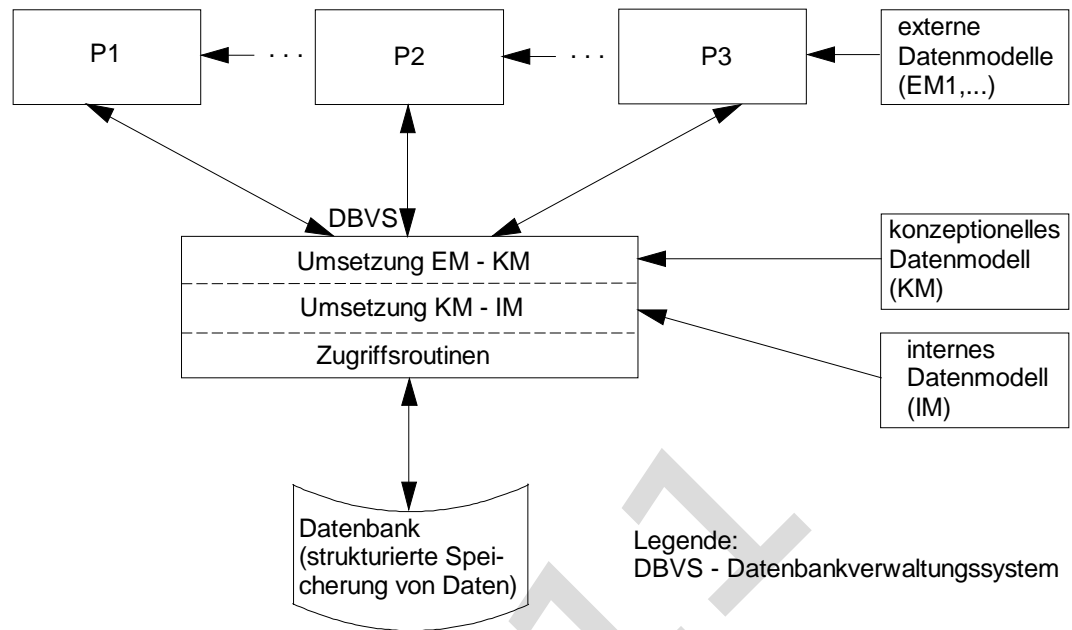 P1
. . .
P2
. . .
P3
externe
Datenmodelle
(EM1,...)
DBVS
Umsetzung EM - KM
Umsetzung KM - IM
Zugriffsroutinen
konzeptionelles
Datenmodell
(KM)
internes
Datenmodell
(IM)
Datenbank
(strukturierte Spei-
cherung von Daten)
Legende:
DBVS - Datenbankverwaltungssystem